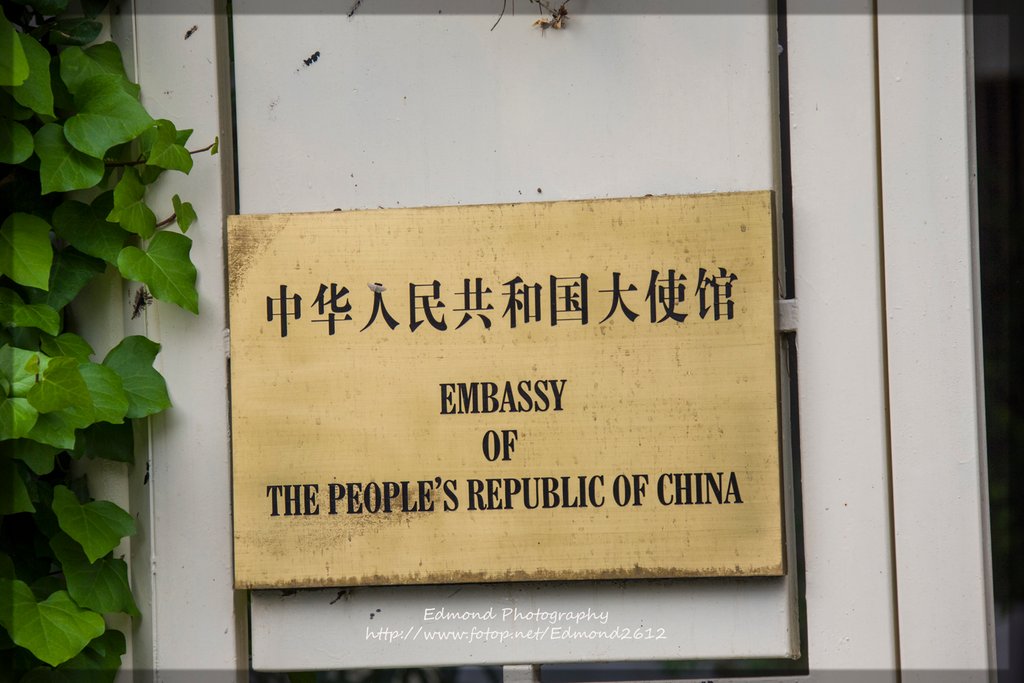 中华人民共和国大使馆
EMBASSY
OF
THE PEOPLE'S REPUBLIC OF CHINA
Edmond Photography
http://www.fotop.net/Edmond2612